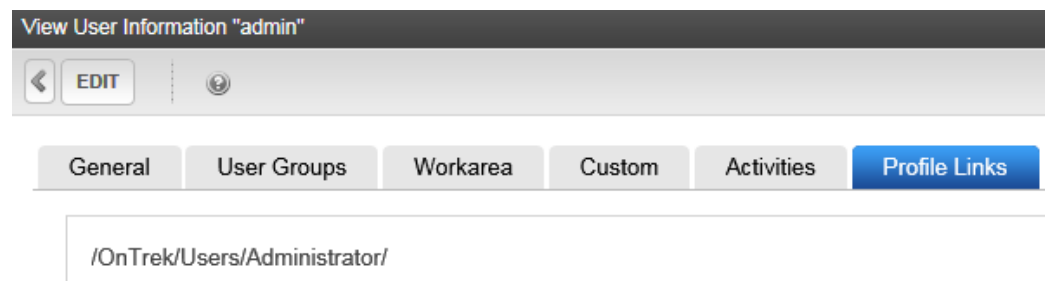 View User Information "admin"
EDIT
General User Groups Workarea Custom Activities Profile Links
/OnTrek/Users/Administrator/